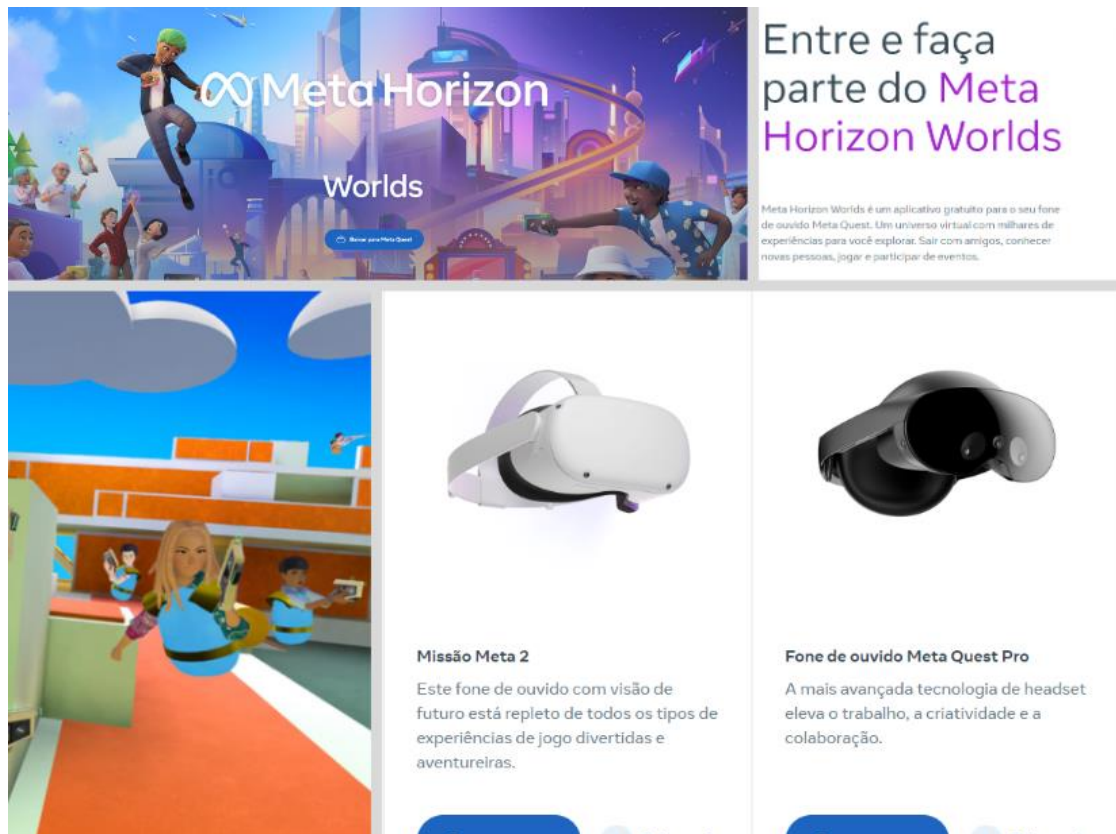 Meta Horizon
Worlds
Baixar para Meta Quest
Entre e faça
parte do Meta
Horizon Worlds
Meta Horizon Worlds é um aplicativo gratuito para o seu fone
de ouvido Meta Quest. Um universo virtual com milhares de
experiências para você explorar. Sair com amigos, conhecer
novas pessoas, jogar e participar de eventos.
Missão Meta 2
Este fone de ouvido com visão de
futuro está repleto de todos os tipos de
experiências de jogo divertidas e
aventureiras.
Fone de ouvido Meta Quest Pro
A mais avançada tecnologia de headset
eleva o trabalho, a criatividade e a
colaboração.